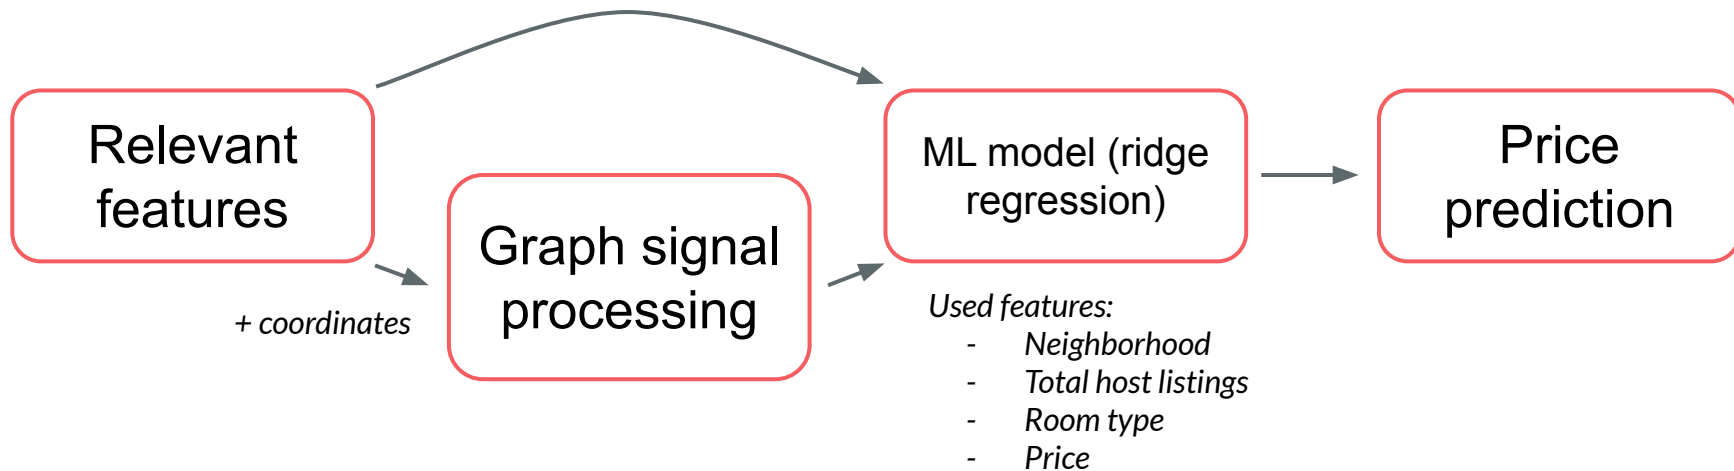 Relevant
features
+ coordinates
Graph signal
processing
ML model (ridge
regression)
Used features:
- Neighborhood
- Total host listings
- Room type
- Price
Price
prediction